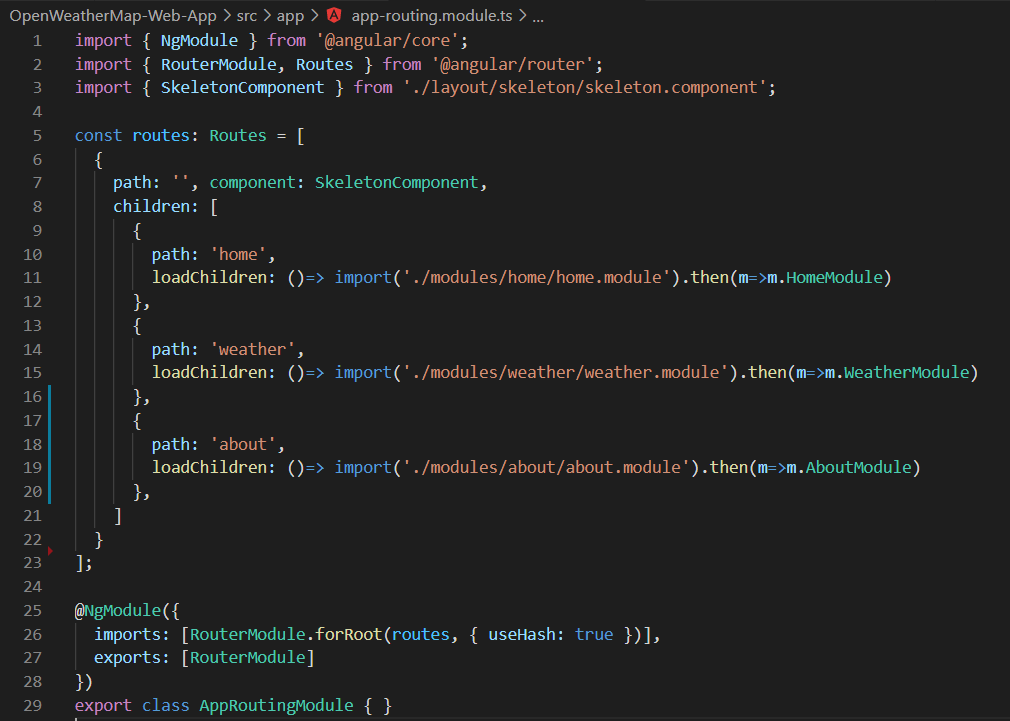 OpenWeatherMap-Web-App > src > app > app-routing.module.ts > ...
1 import { NgModule } from '@angular/core';
2 import { RouterModule, Routes } from '@angular/router';
3 import { SkeletonComponent } from './layout/skeleton/skeleton.component';
4
5 const routes: Routes = [
6   {
7     path: '', component: SkeletonComponent,
8     children: [
9       {
10         path: 'home',
11         loadChildren: ()=> import('./modules/home/home.module').then(m=>m.HomeModule)
12       },
13       {
14         path: 'weather',
15         loadChildren: ()=> import('./modules/weather/weather.module').then(m=>m.WeatherModule)
16       },
17       {
18         path: 'about',
19         loadChildren: ()=> import('./modules/about/about.module').then(m=>m.AboutModule)
20       },
21     ]
22   }
23 ];
24
25 @NgModule({
26   imports: [RouterModule.forRoot(routes, { useHash: true })],
27   exports: [RouterModule]
28 })
29 export class AppRoutingModule { }